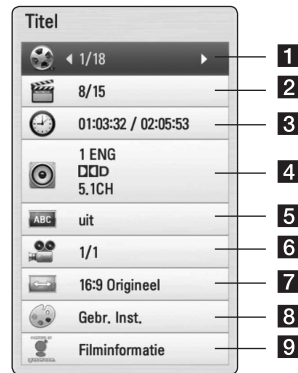 Titel
1/18 1
8/15 2
01:03:32 / 02:05:53 3
1 ENG
DD D
5.1CH 4
ABC uit 5
1/1 6
16:9 Origineel 7
Gebr. Inst. 8
Filminformatie 9